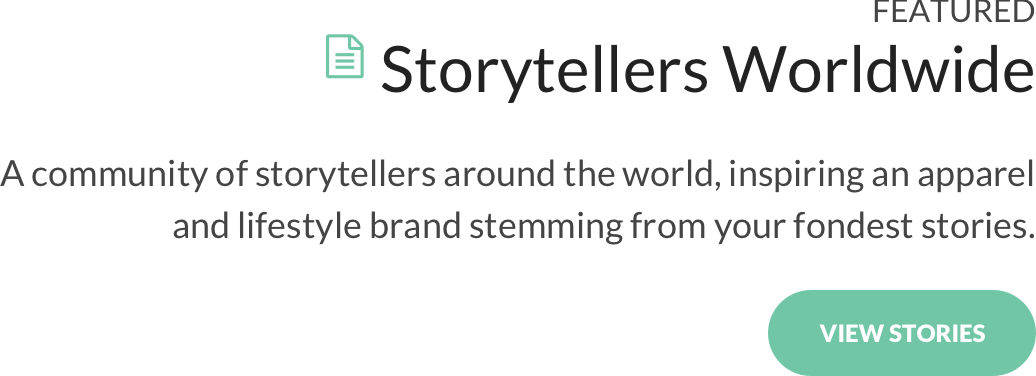 FEATURED
Storytellers Worldwide
A community of storytellers around the world, inspiring an apparel
and lifestyle brand stemming from your fondest stories.
VIEW STORIES